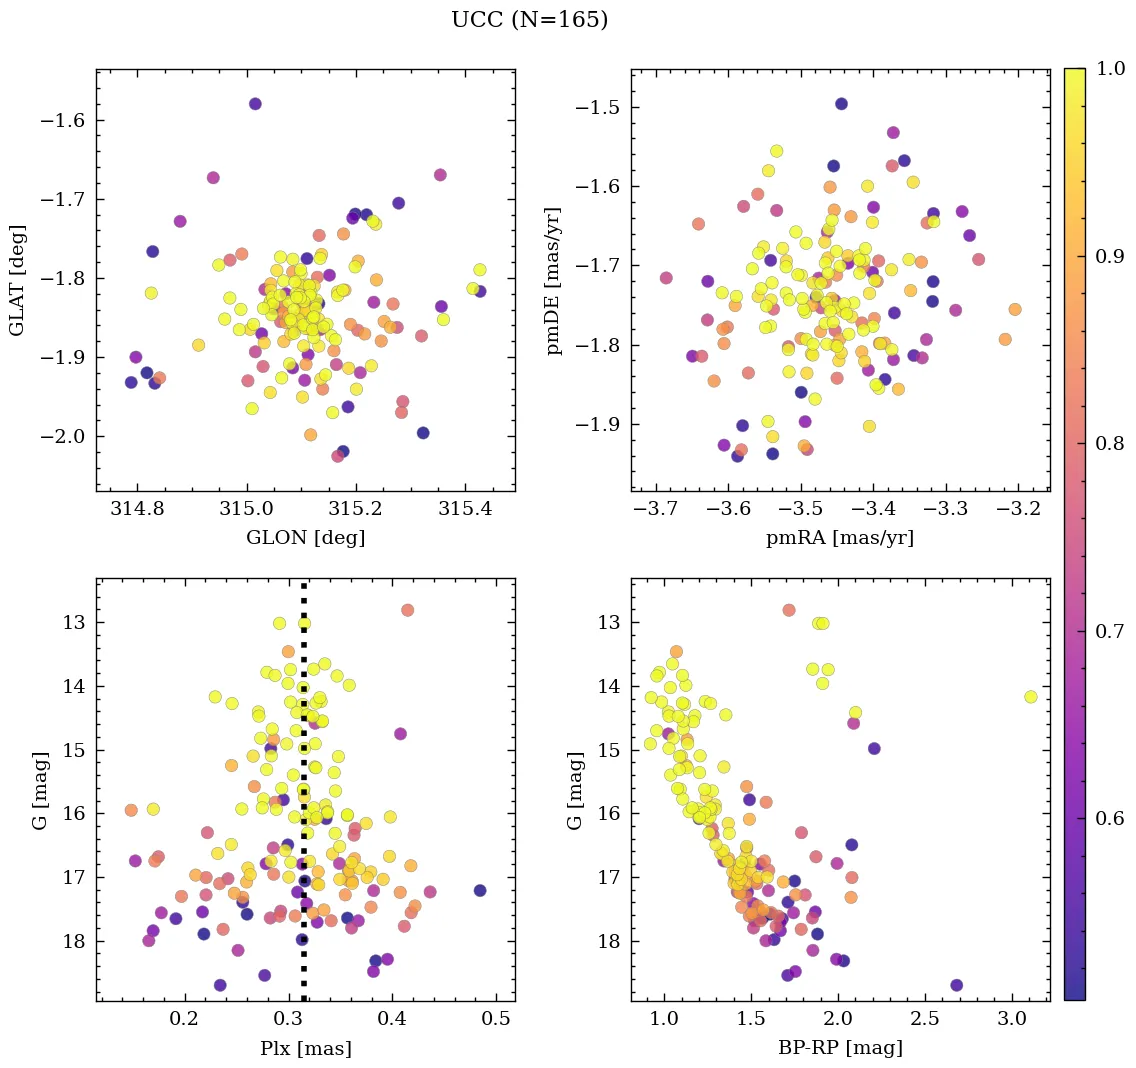 UCC (N=165)
−1.6
−1.7
−1.8
−1.9
−2.0
GLAT [deg]
314.8 315.0 315.2 315.4
GLON [deg]
−1.5
−1.6
−1.7
−1.8
−1.9
pmDE [mas/yr]
−3.7 −3.6 −3.5 −3.4 −3.3 −3.2
pmRA [mas/yr]
13
14
15
16
17
18
G [mag]
0.2 0.3 0.4 0.5
Plx [mas]
13
14
15
16
17
18
G [mag]
1.0 1.5 2.0 2.5 3.0
BP-RP [mag]
1.0
0.9
0.8
0.7
0.6